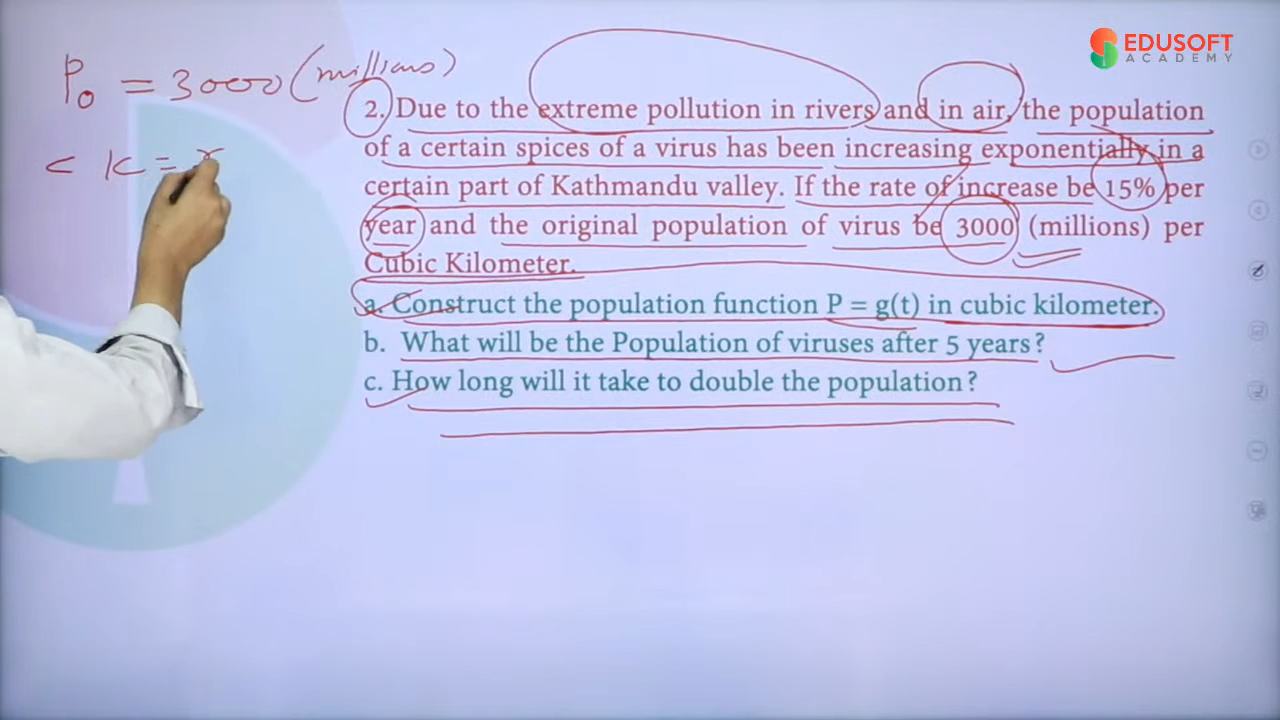 EDUSOFT
ACADEMY
P₀ = 3000 (millions)
2. Due to the extreme pollution in rivers and in air, the population
of a certain spices of a virus has been increasing exponentially in a
certain part of Kathmandu valley. If the rate of increase be 15% per
year and the original population of virus be 3000 (millions) per
Cubic Kilometer.
a. Construct the population function P = g(t) in cubic kilometer.
b. What will be the Population of viruses after 5 years?
c. How long will it take to double the population?
K =